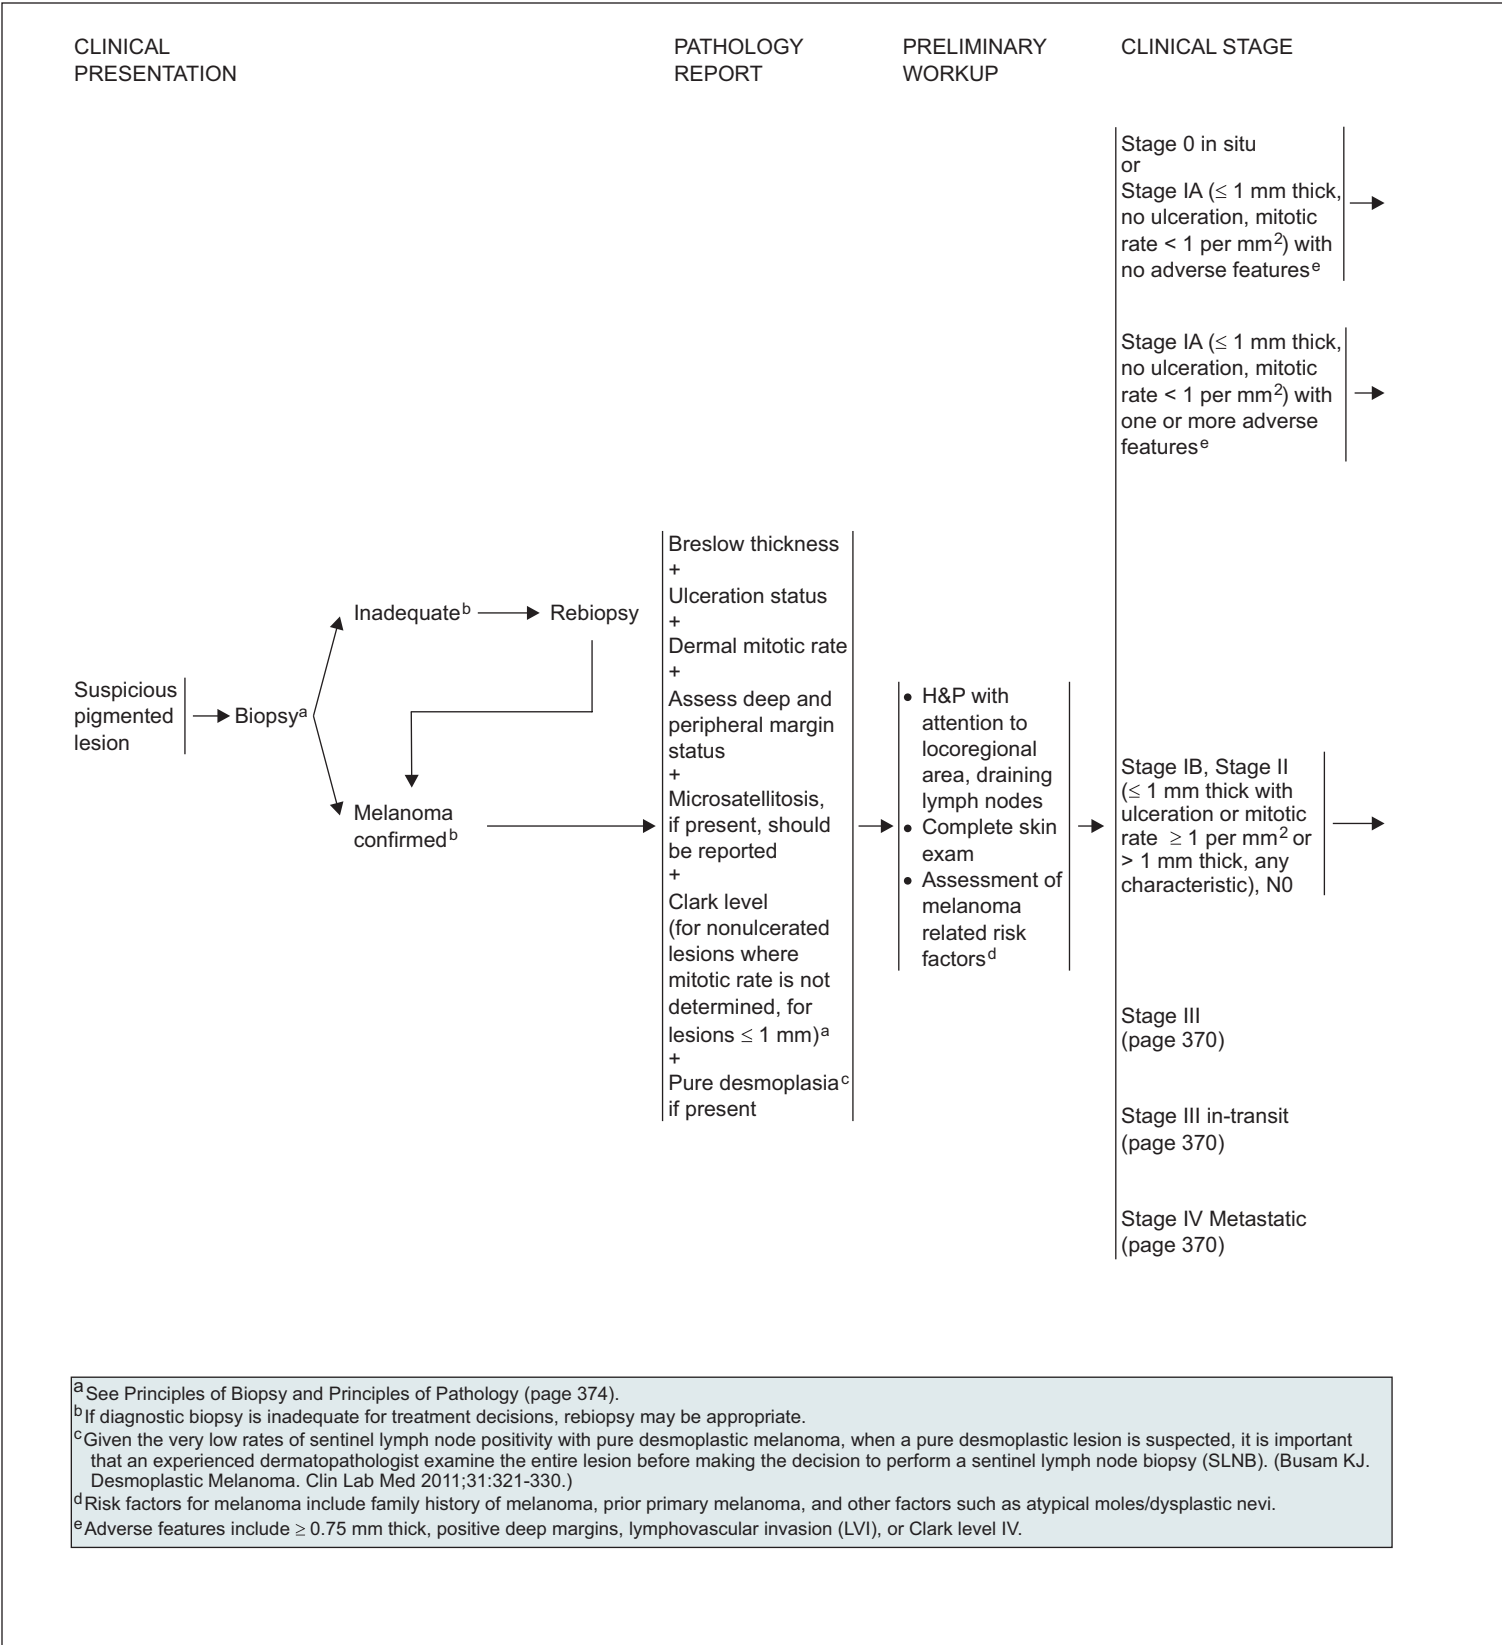 CLINICAL
PRESENTATION
PATHOLOGY
REPORT
PRELIMINARY
WORKUP
CLINICAL STAGE
Suspicious
pigmented
lesion
Biopsyᵃ
Inadequateᵇ
Rebiopsy
Melanoma
confirmedᵇ
Breslow thickness
+
Ulceration status
+
Dermal mitotic rate
+
Assess deep and
peripheral margin
status
+
Microsatellitosis,
if present, should
be reported
+
Clark level
(for nonulcerated
lesions where
mitotic rate is not
determined, for
lesions ≤ 1 mm)ᵃ
+
Pure desmoplasiaᶜ
if present
• H&P with
attention to
locoregional
area, draining
lymph nodes
• Complete skin
exam
• Assessment of
melanoma
related risk
factorsᵈ
Stage 0 in situ
or
Stage IA (≤ 1 mm thick,
no ulceration, mitotic
rate < 1 per mm²) with
no adverse featuresᵉ
Stage IA (≤ 1 mm thick,
no ulceration, mitotic
rate < 1 per mm²) with
one or more adverse
featuresᵉ
Stage IB, Stage II
(≤ 1 mm thick with
ulceration or mitotic
rate ≥ 1 per mm² or
> 1 mm thick, any
characteristic), N0
Stage III
(page 370)
Stage III in-transit
(page 370)
Stage IV Metastatic
(page 370)
ᵃSee Principles of Biopsy and Principles of Pathology (page 374).
ᵇIf diagnostic biopsy is inadequate for treatment decisions, rebiopsy may be appropriate.
ᶜGiven the very low rates of sentinel lymph node positivity with pure desmoplastic melanoma, when a pure desmoplastic lesion is suspected, it is important
that an experienced dermatopathologist examine the entire lesion before making the decision to perform a sentinel lymph node biopsy (SLNB). (Busam KJ.
Desmoplastic Melanoma. Clin Lab Med 2011;31:321-330.)
ᵈRisk factors for melanoma include family history of melanoma, prior primary melanoma, and other factors such as atypical moles/dysplastic nevi.
ᵉAdverse features include ≥ 0.75 mm thick, positive deep margins, lymphovascular invasion (LVI), or Clark level IV.